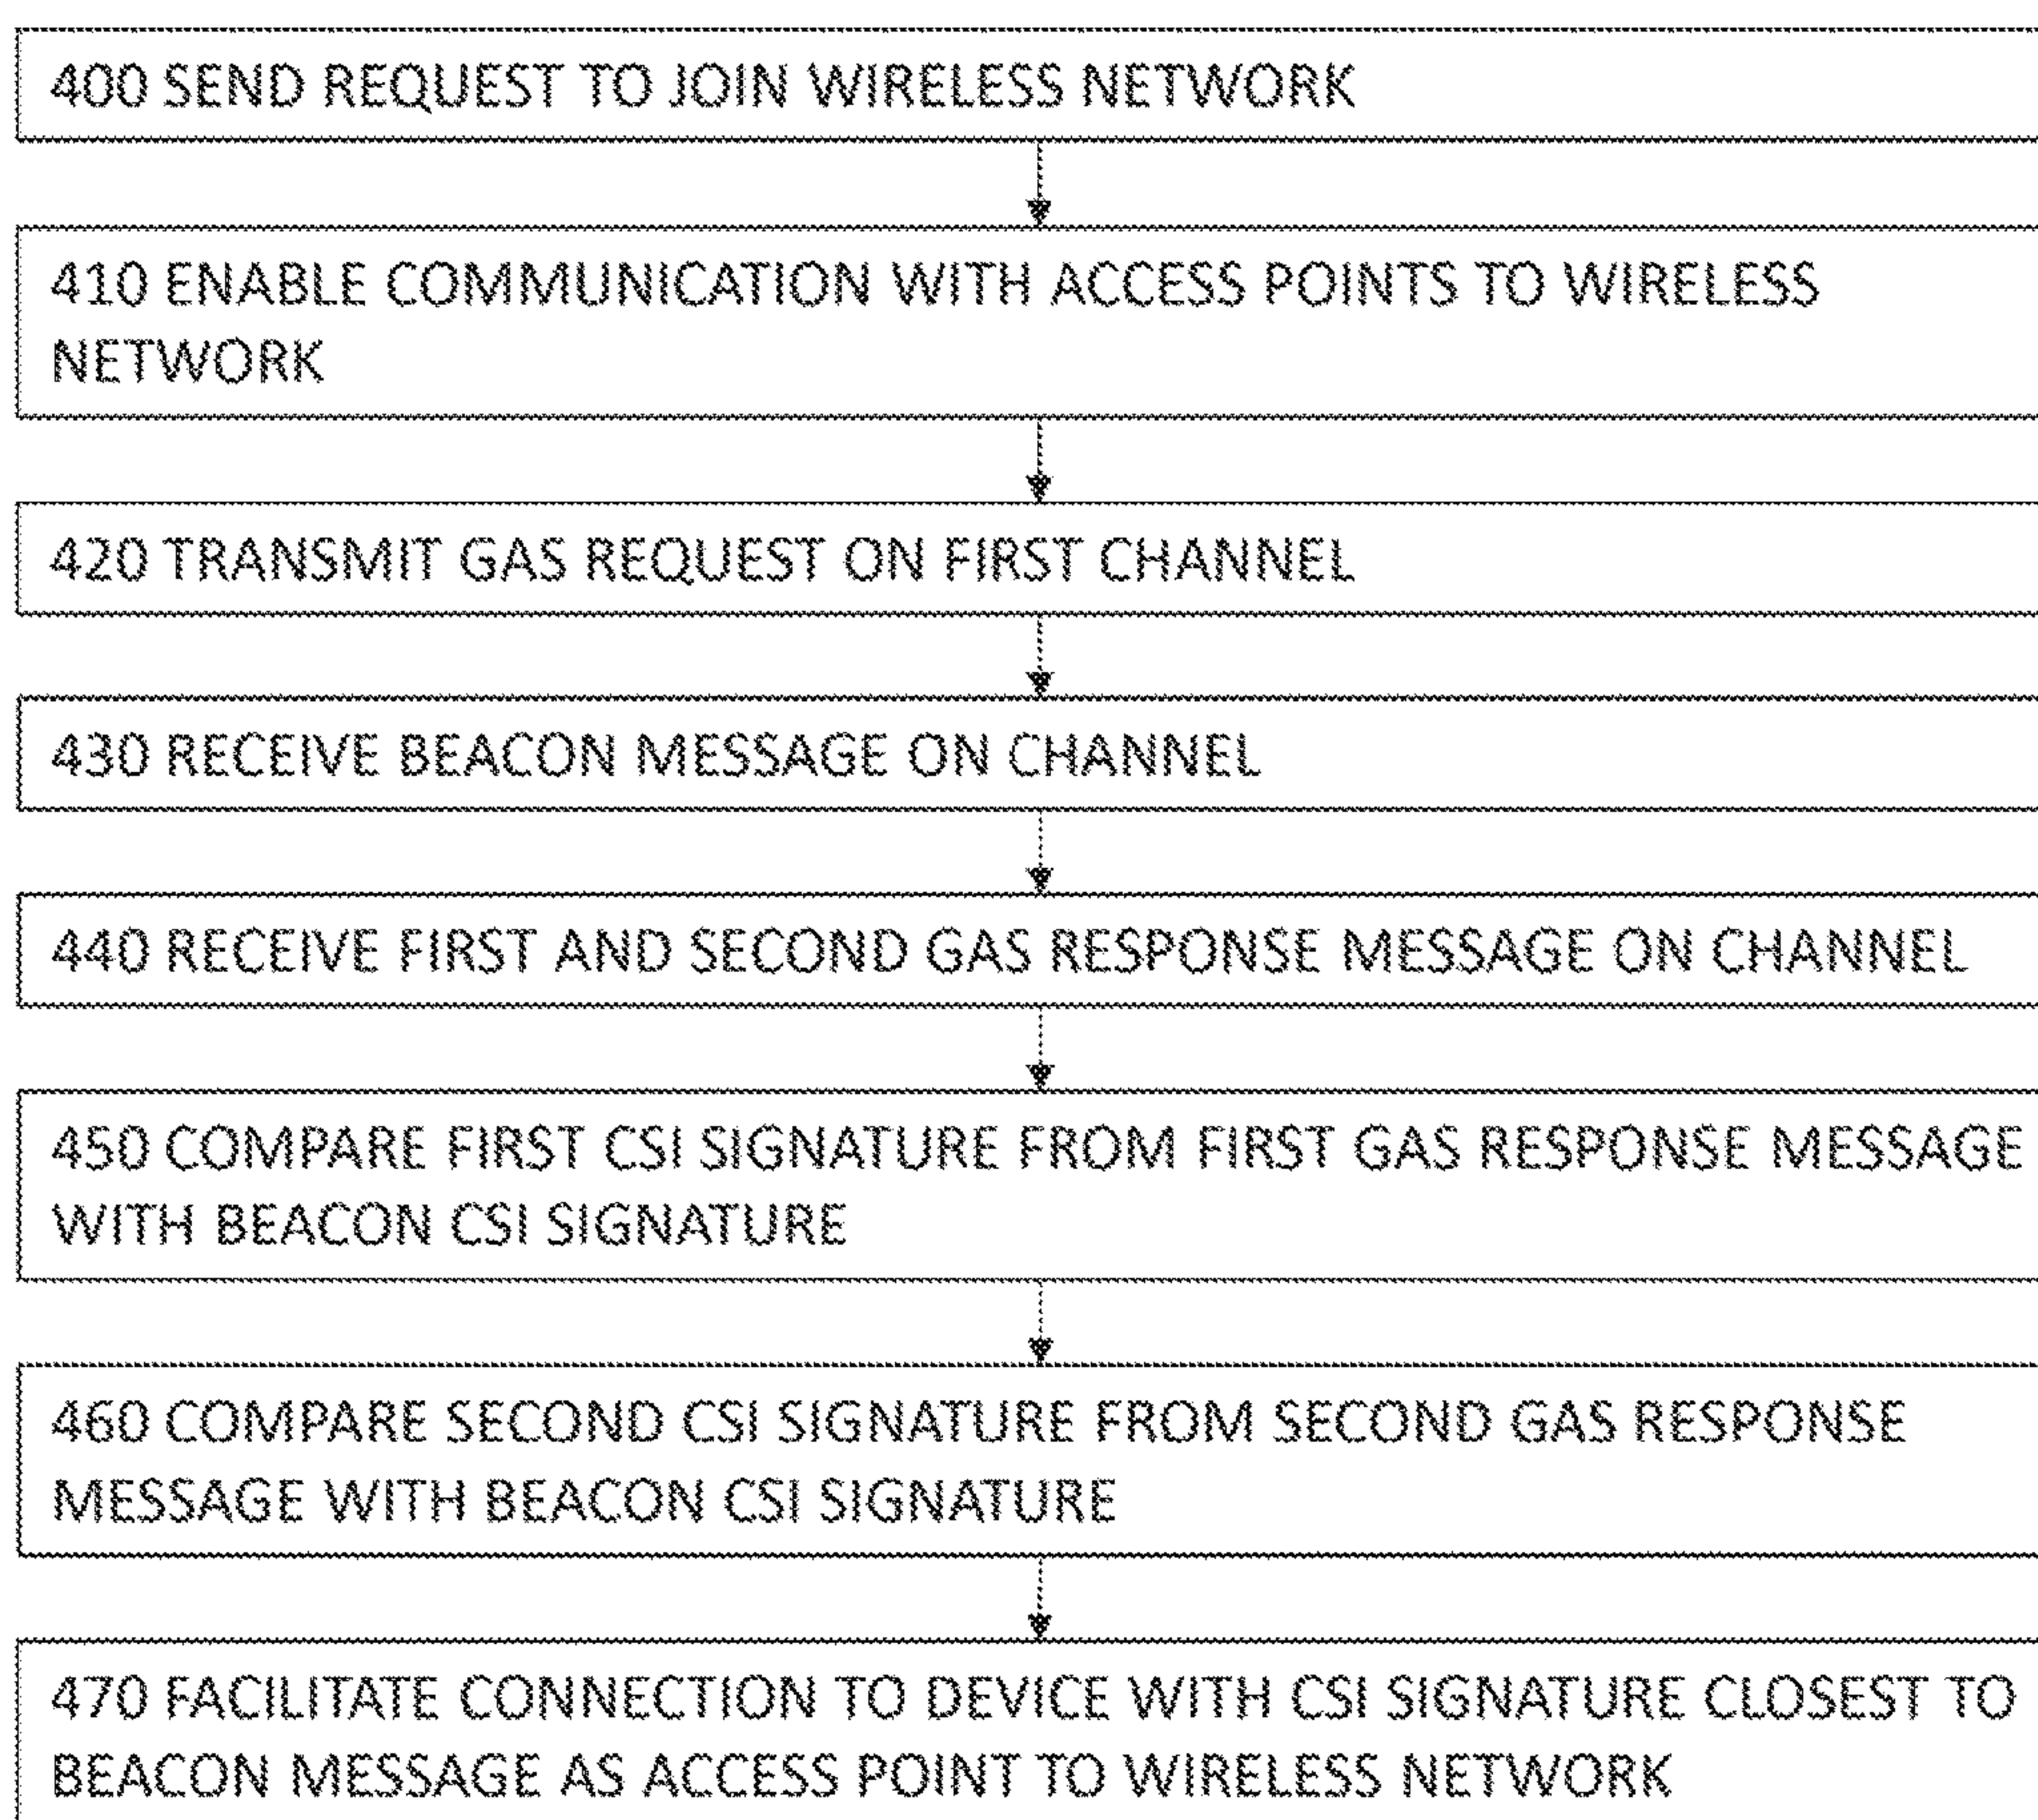 400 SEND REQUEST TO JOIN WIRELESS NETWORK
410 ENABLE COMMUNICATION WITH ACCESS POINTS TO WIRELESS
NETWORK
420 TRANSMIT GAS REQUEST ON FIRST CHANNEL
430 RECEIVE BEACON MESSAGE ON CHANNEL
440 RECEIVE FIRST AND SECOND GAS RESPONSE MESSAGE ON CHANNEL
450 COMPARE FIRST CSI SIGNATURE FROM FIRST GAS RESPONSE MESSAGE
WITH BEACON CSI SIGNATURE
460 COMPARE SECOND CSI SIGNATURE FROM SECOND GAS RESPONSE
MESSAGE WITH BEACON CSI SIGNATURE
470 FACILITATE CONNECTION TO DEVICE WITH CSI SIGNATURE CLOSEST TO
BEACON MESSAGE AS ACCESS POINT TO WIRELESS NETWORK